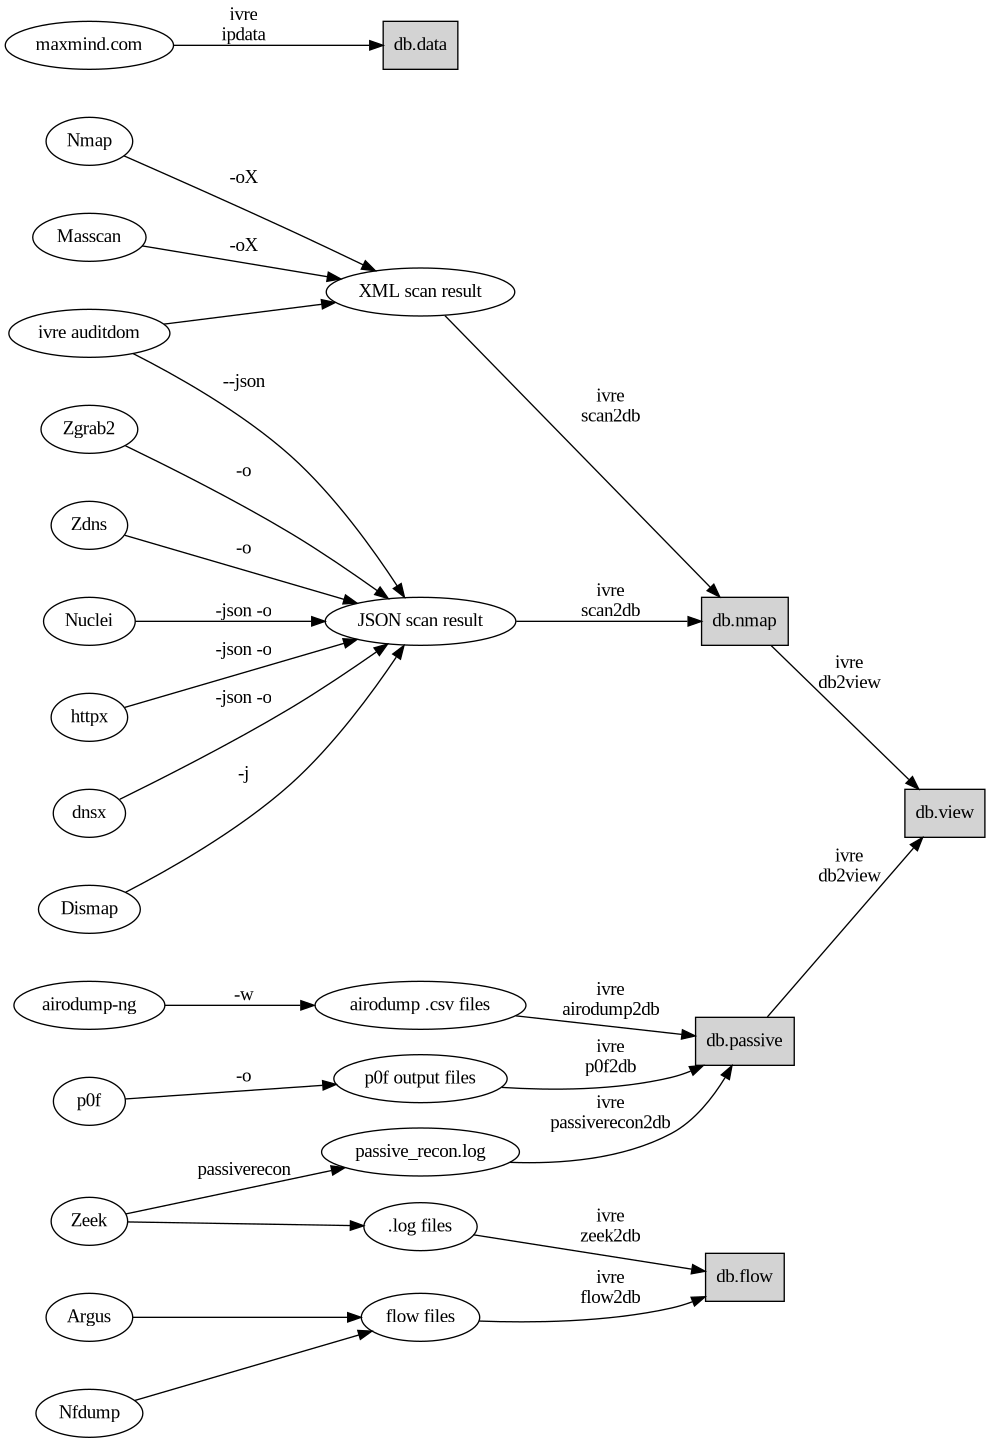 maxmind.com
ivre
ipdata
db.data
Nmap
-oX
Masscan
-oX
XML scan result
ivre auditdom
--json
ivre
scan2db
Zgrab2
-o
Zdns
-o
Nuclei
-json -o
JSON scan result
ivre
scan2db
db.nmap
-json -o
httpx
-json -o
ivre
db2view
dnsx
-j
db.view
ivre
db2view
Dismap
airodump-ng
-w
airodump .csv files
ivre
airodump2db
db.passive
p0f
-o
p0f output files
ivre
p0f2db
ivre
passiverecon2db
passive_recon.log
passiverecon
Zeek
.log files
ivre
zeek2db
db.flow
Argus
flow files
ivre
flow2db
Nfdump